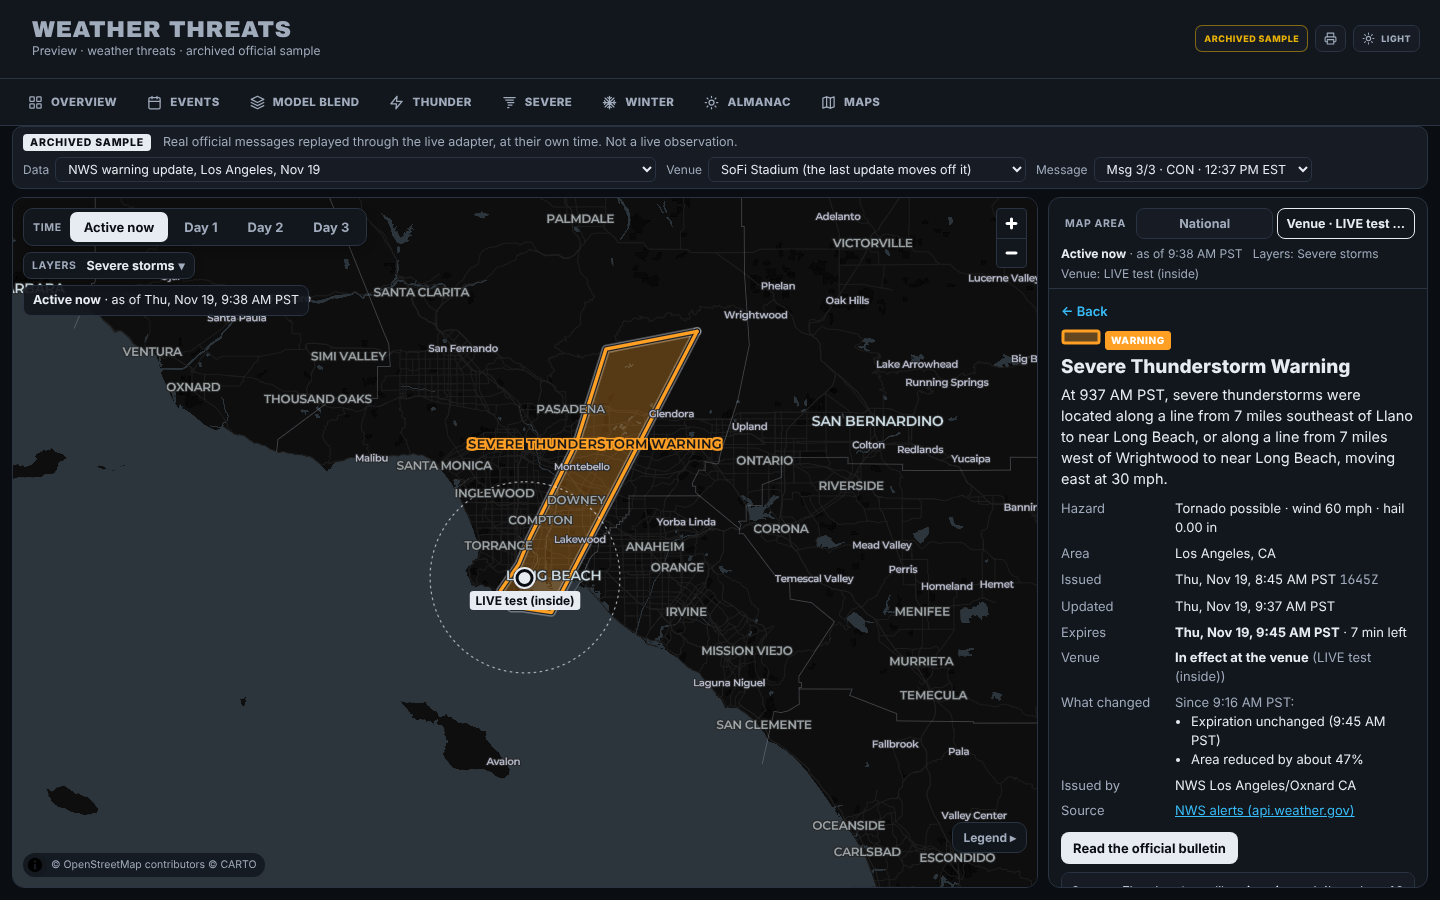 WEATHER THREATS
Preview · weather threats · archived official sample
ARCHIVED SAMPLE
LIGHT
OVERVIEW
EVENTS
MODEL BLEND
THUNDER
SEVERE
WINTER
ALMANAC
MAPS
ARCHIVED SAMPLE Real official messages replayed through the live adapter, at their own time. Not a live observation.
Data NWS warning update, Los Angeles, Nov 19 Venue SoFi Stadium (the last update moves off it) Message Msg 3/3 · CON · 12:37 PM EST
TIME Active now Day 1 Day 2 Day 3
LAYERS Severe storms ▾
Active now · as of Thu, Nov 19, 9:38 AM PST
+
−
PALMDALE
Adelanto
VICTORVILLE
Lucerne Valley
SANTA CLARITA
Phelan
Oak Hills
Wrightwood
Santa Paula
VENTURA
SIMI VALLEY
San Fernando
Lake Arrowhead
Big B
Running Springs
OXNARD
THOUSAND OAKS
PASADENA
Glendora
Upland
SAN BERNARDINO
SEVERE THUNDERSTORM WARNING
Colton
Redlands
Yucaipa
Malibu
SANTA MONICA
Montebello
ONTARIO
RIVERSIDE
INGLEWOOD
DOWNEY
Bannin
COMPTON
Yorba Linda
CORONA
TORRANCE
Lakewood
ANAHEIM
Mead Valley
ORANGE
Perris
LONG BEACH
Temescal Valley
Homeland
Hemet
LIVE test (inside)
IRVINE
MENIFEE
MISSION VIEJO
MURRIETA
Laguna Niguel
TEMECULA
SAN CLEMENTE
Fallbrook
Pala
Avalon
Valley Center
OCEANSIDE
Legend ▸
CARLSBAD
ESCONDIDO
© OpenStreetMap contributors © CARTO
MAP AREA National Venue · LIVE test ...
Active now · as of 9:38 AM PST Layers: Severe storms
Venue: LIVE test (inside)
← Back
WARNING
Severe Thunderstorm Warning
At 937 AM PST, severe thunderstorms were
located along a line from 7 miles southeast of Llano
to near Long Beach, or along a line from 7 miles
west of Wrightwood to near Long Beach, moving
east at 30 mph.
Hazard Tornado possible · wind 60 mph · hail
0.00 in
Area Los Angeles, CA
Issued Thu, Nov 19, 8:45 AM PST 1645Z
Updated Thu, Nov 19, 9:37 AM PST
Expires Thu, Nov 19, 9:45 AM PST · 7 min left
Venue In effect at the venue (LIVE test
(inside))
What changed Since 9:16 AM PST:
• Expiration unchanged (9:45 AM
PST)
• Area reduced by about 47%
Issued by NWS Los Angeles/Oxnard CA
Source NWS alerts (api.weather.gov)
Read the official bulletin